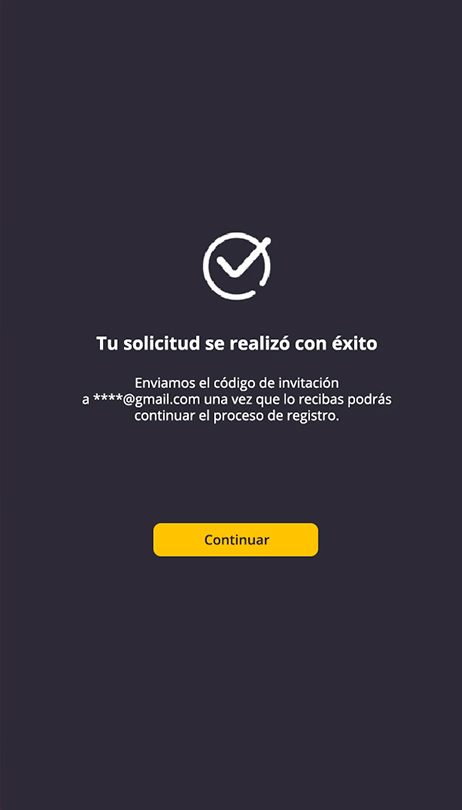 Tu solicitud se realizó con éxito
Enviamos el código de invitación
a ****@gmail.com una vez que lo recibas podrás
continuar el proceso de registro.
Continuar